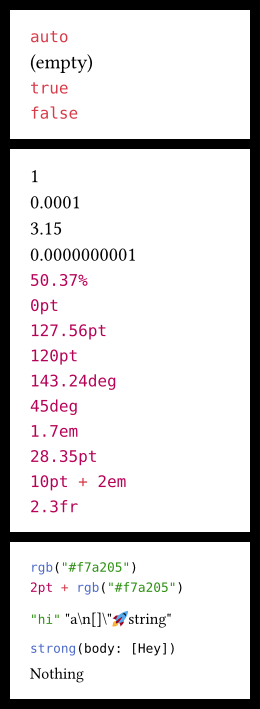 auto
(empty)
true
false
1
0.0001
3.15
0.0000000001
50.37%
0pt
127.56pt
120pt
143.24deg
45deg
1.7em
28.35pt
10pt + 2em
2.3fr
rgb("#f7a205")
2pt + rgb("#f7a205")
"hi" "a\n[]\"🚀string"
strong(body: [Hey])
Nothing